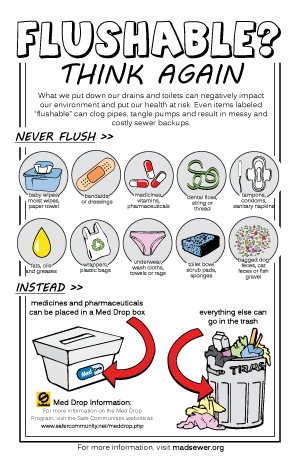 FLUSHABLE?
THINK AGAIN
What we put down our drains and toilets can negatively impact
our environment and put our health at risk. Even items labeled
"flushable" can clog pipes, tangle pumps and result in messy and
costly sewer backups.
NEVER FLUSH >>
baby wipes,
moist wipes,
paper towel
bandaids
or dressings
medicines,
vitamins,
pharmaceuticals
dental floss,
string or
thread
tampons,
condoms,
sanitary napkins
fats, oils
and greases
wrappers,
plastic bags
underwear,
wash cloths,
towels or rags
toilet bowl
scrub pads,
sponges
bagged dog
feces, cat
feces or fish
gravel
INSTEAD >>
medicines and pharmaceuticals
can be placed in a Med Drop box
everything else can
go in the trash
Med Drop
TRASH
Med Drop Information:
For more information on the Med Drop
Program, visit the Safe Communities website at:
www.safercommunity.net/meddrop.php
For more information, visit madsewer.org